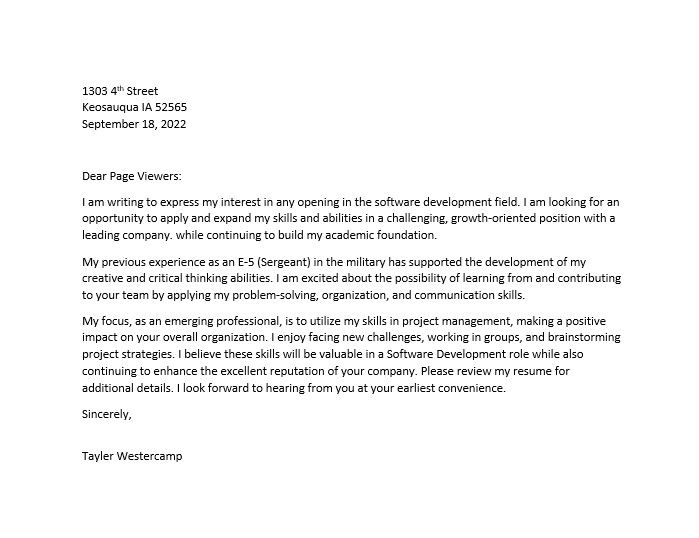 1303 4th Street
Keosauqua IA 52565
September 18, 2022
Dear Page Viewers:
I am writing to express my interest in any opening in the software development field. I am looking for an
opportunity to apply and expand my skills and abilities in a challenging, growth-oriented position with a
leading company. while continuing to build my academic foundation.
My previous experience as an E-5 (Sergeant) in the military has supported the development of my
creative and critical thinking abilities. I am excited about the possibility of learning from and contributing
to your team by applying my problem-solving, organization, and communication skills.
My focus, as an emerging professional, is to utilize my skills in project management, making a positive
impact on your overall organization. I enjoy facing new challenges, working in groups, and brainstorming
project strategies. I believe these skills will be valuable in a Software Development role while also
continuing to enhance the excellent reputation of your company. Please review my resume for
additional details. I look forward to hearing from you at your earliest convenience.
Sincerely,
Tayler Westercamp